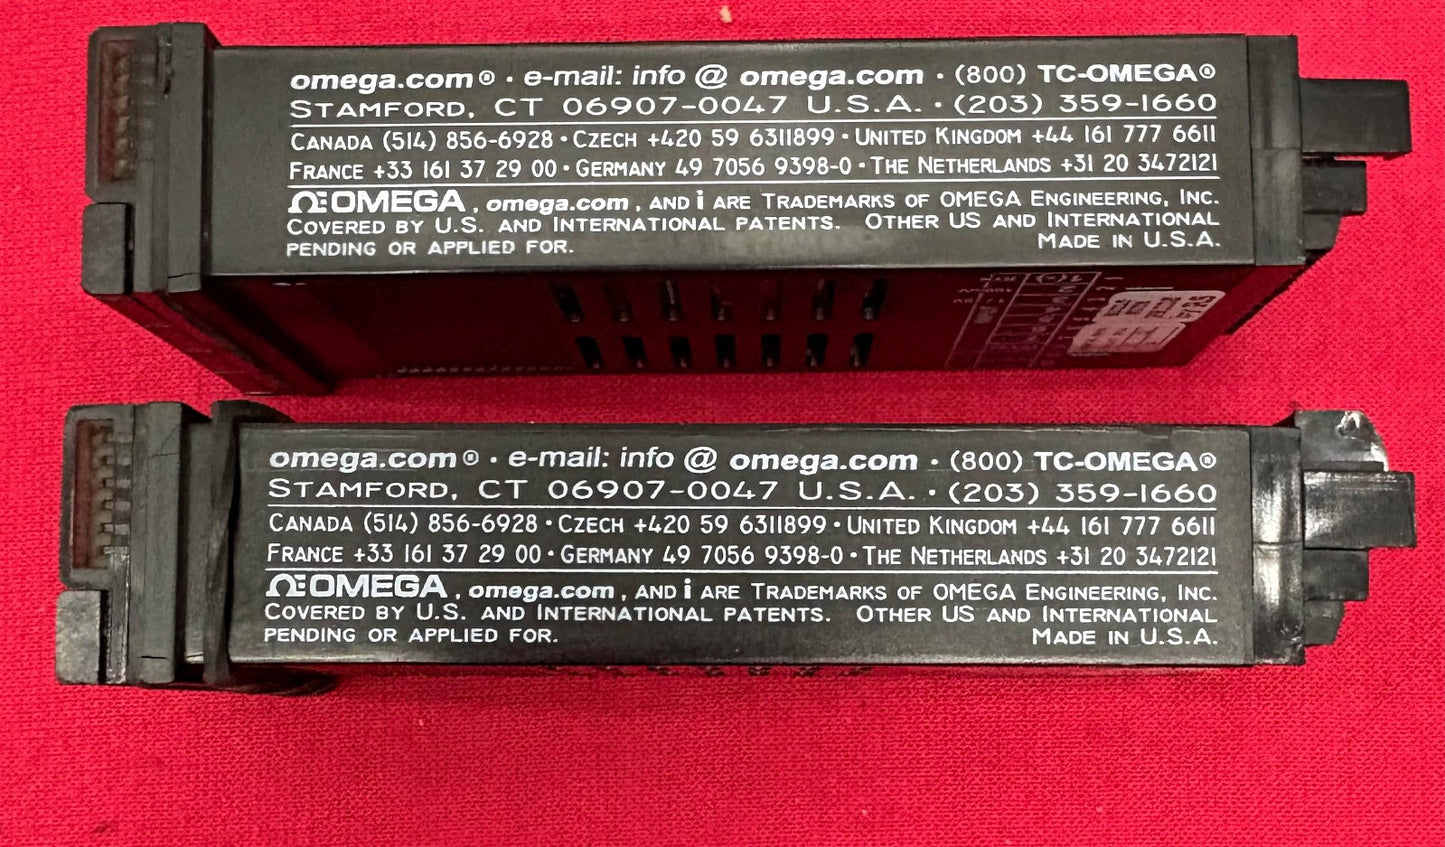 omega.com® · e-mail: info @ omega.com · (800) TC-OMEGA®
STAMFORD, CT 06907-0047 U.S.A. · (203) 359-1660
CANADA (514) 856-6928 · CZECH +420 59 6311899 · UNITED KINGDOM +44 161 777 6611
FRANCE +33 161 37 29 00 · GERMANY 49 7056 9398-0 · THE NETHERLANDS +31 20 3472121
ΩE OMEGA, omega.com, AND i ARE TRADEMARKS OF OMEGA ENGINEERING, INC.
COVERED BY U.S. AND INTERNATIONAL PATENTS. OTHER US AND INTERNATIONAL
PENDING OR APPLIED FOR. MADE IN U.S.A.
omega.com® · e-mail: info @ omega.com · (800) TC-OMEGA®
STAMFORD, CT 06907-0047 U.S.A. · (203) 359-1660
CANADA (514) 856-6928 · CZECH +420 59 6311899 · UNITED KINGDOM +44 161 777 6611
FRANCE +33 161 37 29 00 · GERMANY 49 7056 9398-0 · THE NETHERLANDS +31 20 3472121
ΩE OMEGA, omega.com, AND i ARE TRADEMARKS OF OMEGA ENGINEERING, INC.
COVERED BY U.S. AND INTERNATIONAL PATENTS. OTHER US AND INTERNATIONAL
PENDING OR APPLIED FOR. MADE IN U.S.A.